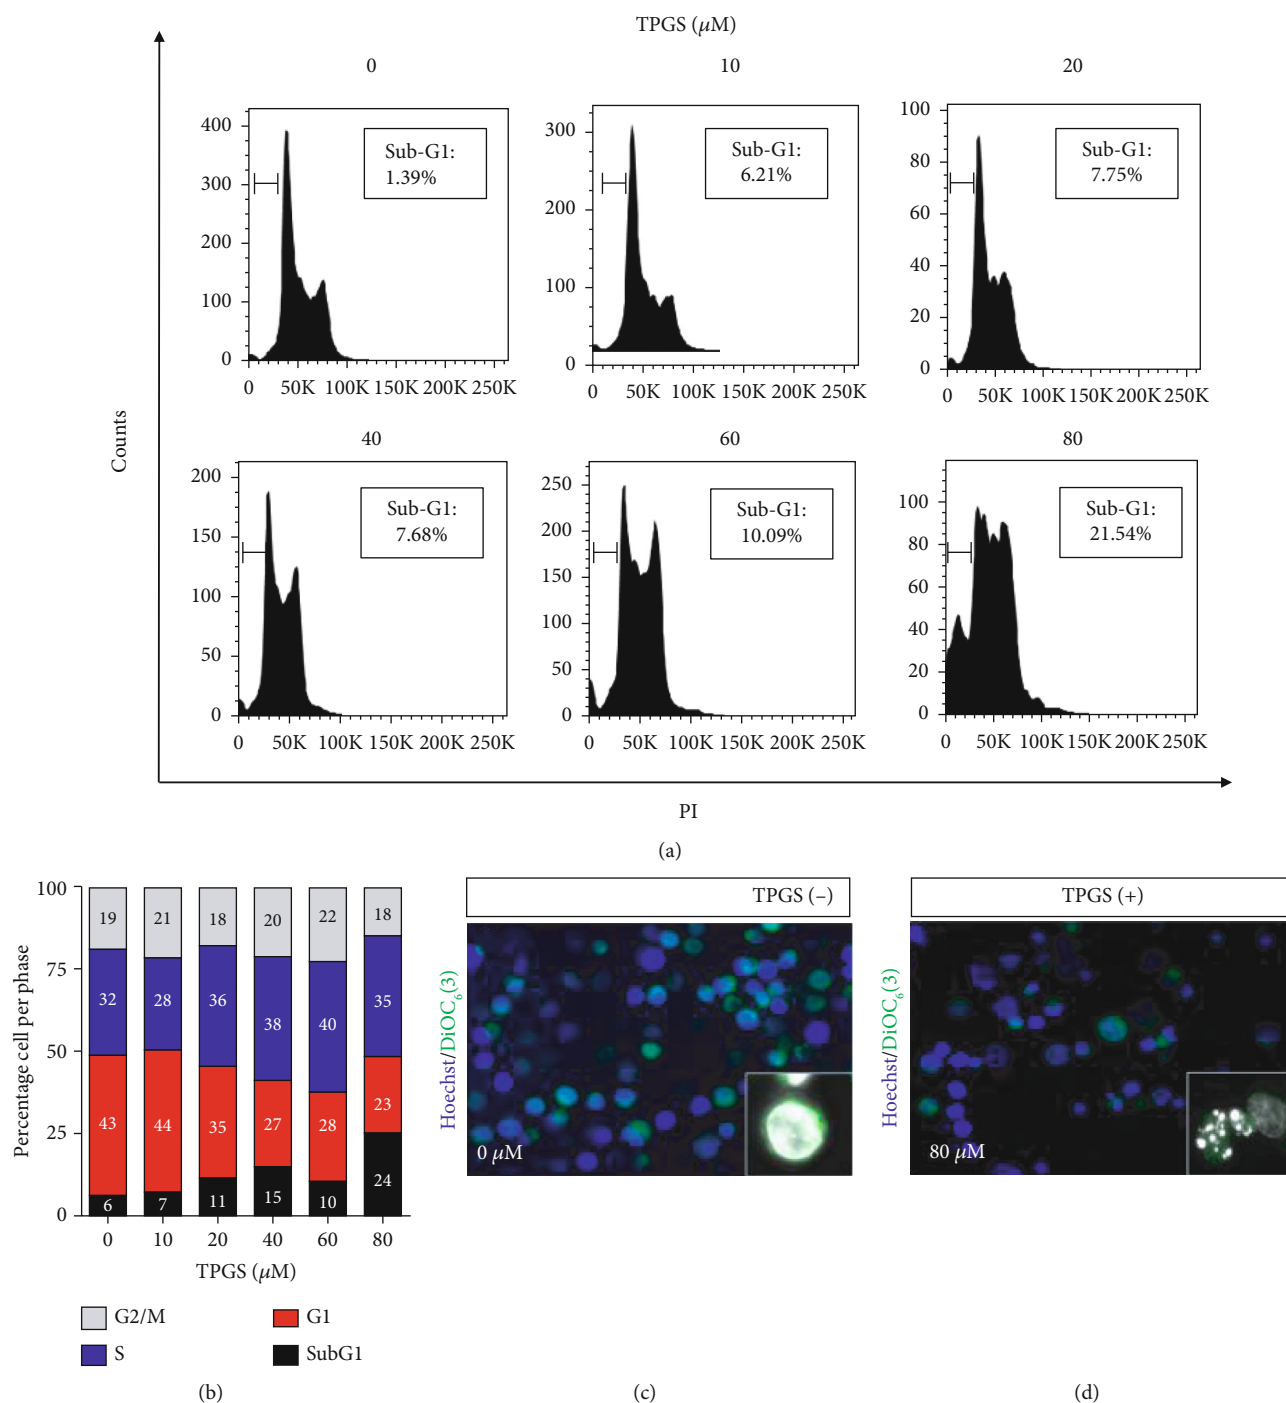 TPGS (µM)
0 10 20
400
300
200
100
0
Sub-G1:
1.39%
0 50K 100K 150K 200K 250K
300
200
100
0
Sub-G1:
6.21%
0 50K 100K 150K 200K 250K
100
80
60
40
20
0
Sub-G1:
7.75%
0 50K 100K 150K 200K 250K
Counts
40 60 80
200
150
100
50
0
Sub-G1:
7.68%
0 50K 100K 150K 200K 250K
250
200
150
100
50
0
Sub-G1:
10.09%
0 50K 100K 150K 200K 250K
100
80
60
40
20
0
Sub-G1:
21.54%
0 50K 100K 150K 200K 250K
PI
(a)
Percentage cell per phase
100
75
50
25
0
19 21 18 20 22 18
32 28 36 38 40 35
43 44 35 27 28 23
6 7 11 15 10 24
0 10 20 40 60 80
TPGS (µM)
G2/M G1
S SubG1
(b)
TPGS (–)
Hoechst/DiOC₆(3)
0 µM
(c)
TPGS (+)
Hoechst/DiOC₆(3)
80 µM
(d)